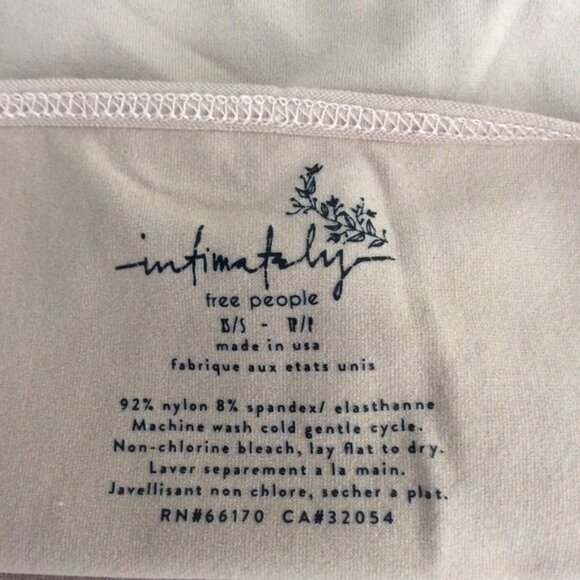 intimately
free people
XS/S - TP/P
made in usa
fabrique aux etats unis
92% nylon 8% spandex/ elasthanne
Machine wash cold gentle cycle.
Non-chlorine bleach, lay flat to dry.
Laver separement a la main.
Javellisant non chlore, secher a plat.
RN#66170 CA#32054